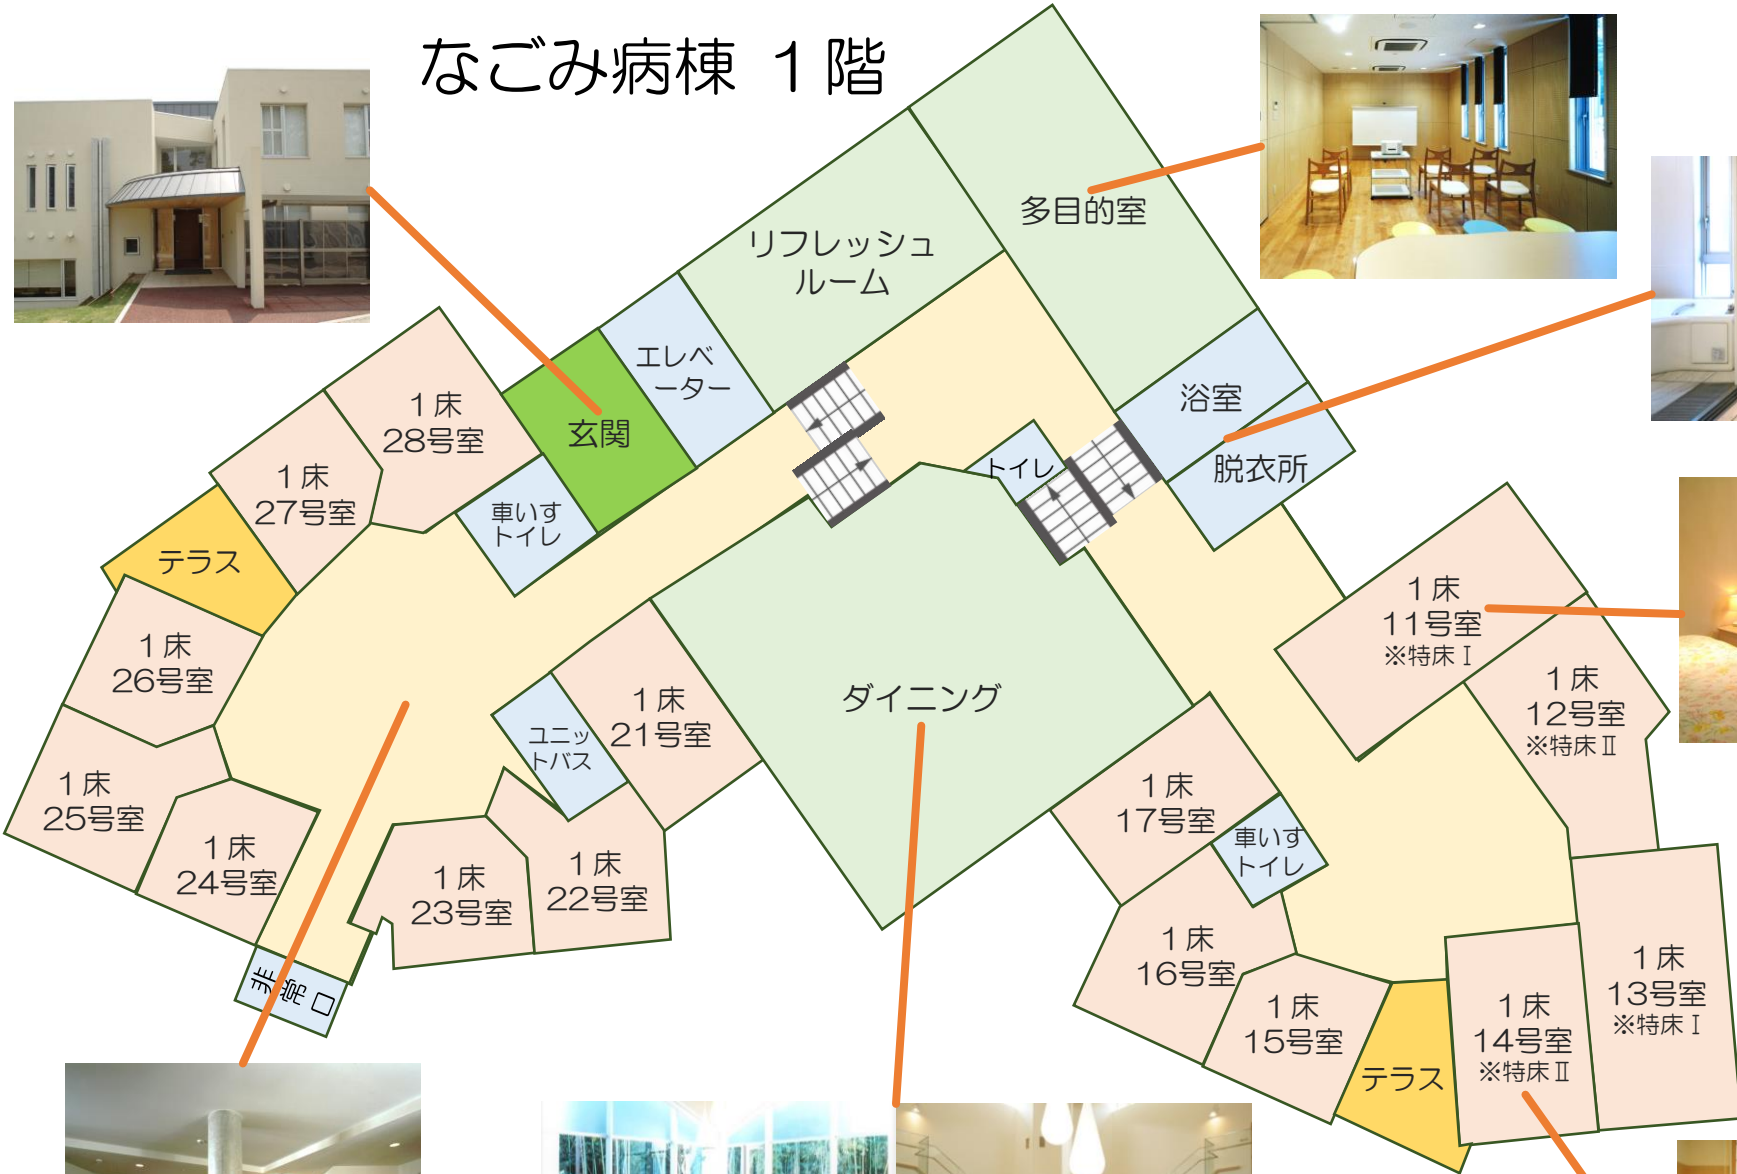 なごみ病棟 1階
多目的室
リフレッシュ
ルーム
エレベ
ーター
玄関
1床
28号室
1床
27号室
車いす
トイレ
テラス
1床
26号室
1床
25号室
1床
24号室
非常口
1床
23号室
1床
22号室
ユニッ
トバス
1床
21号室
ダイニング
トイレ
浴室
脱衣所
1床
11号室
※特床Ⅰ
1床
12号室
※特床Ⅱ
1床
17号室
車いす
トイレ
1床
16号室
1床
15号室
テラス
1床
14号室
※特床Ⅱ
1床
13号室
※特床Ⅰ